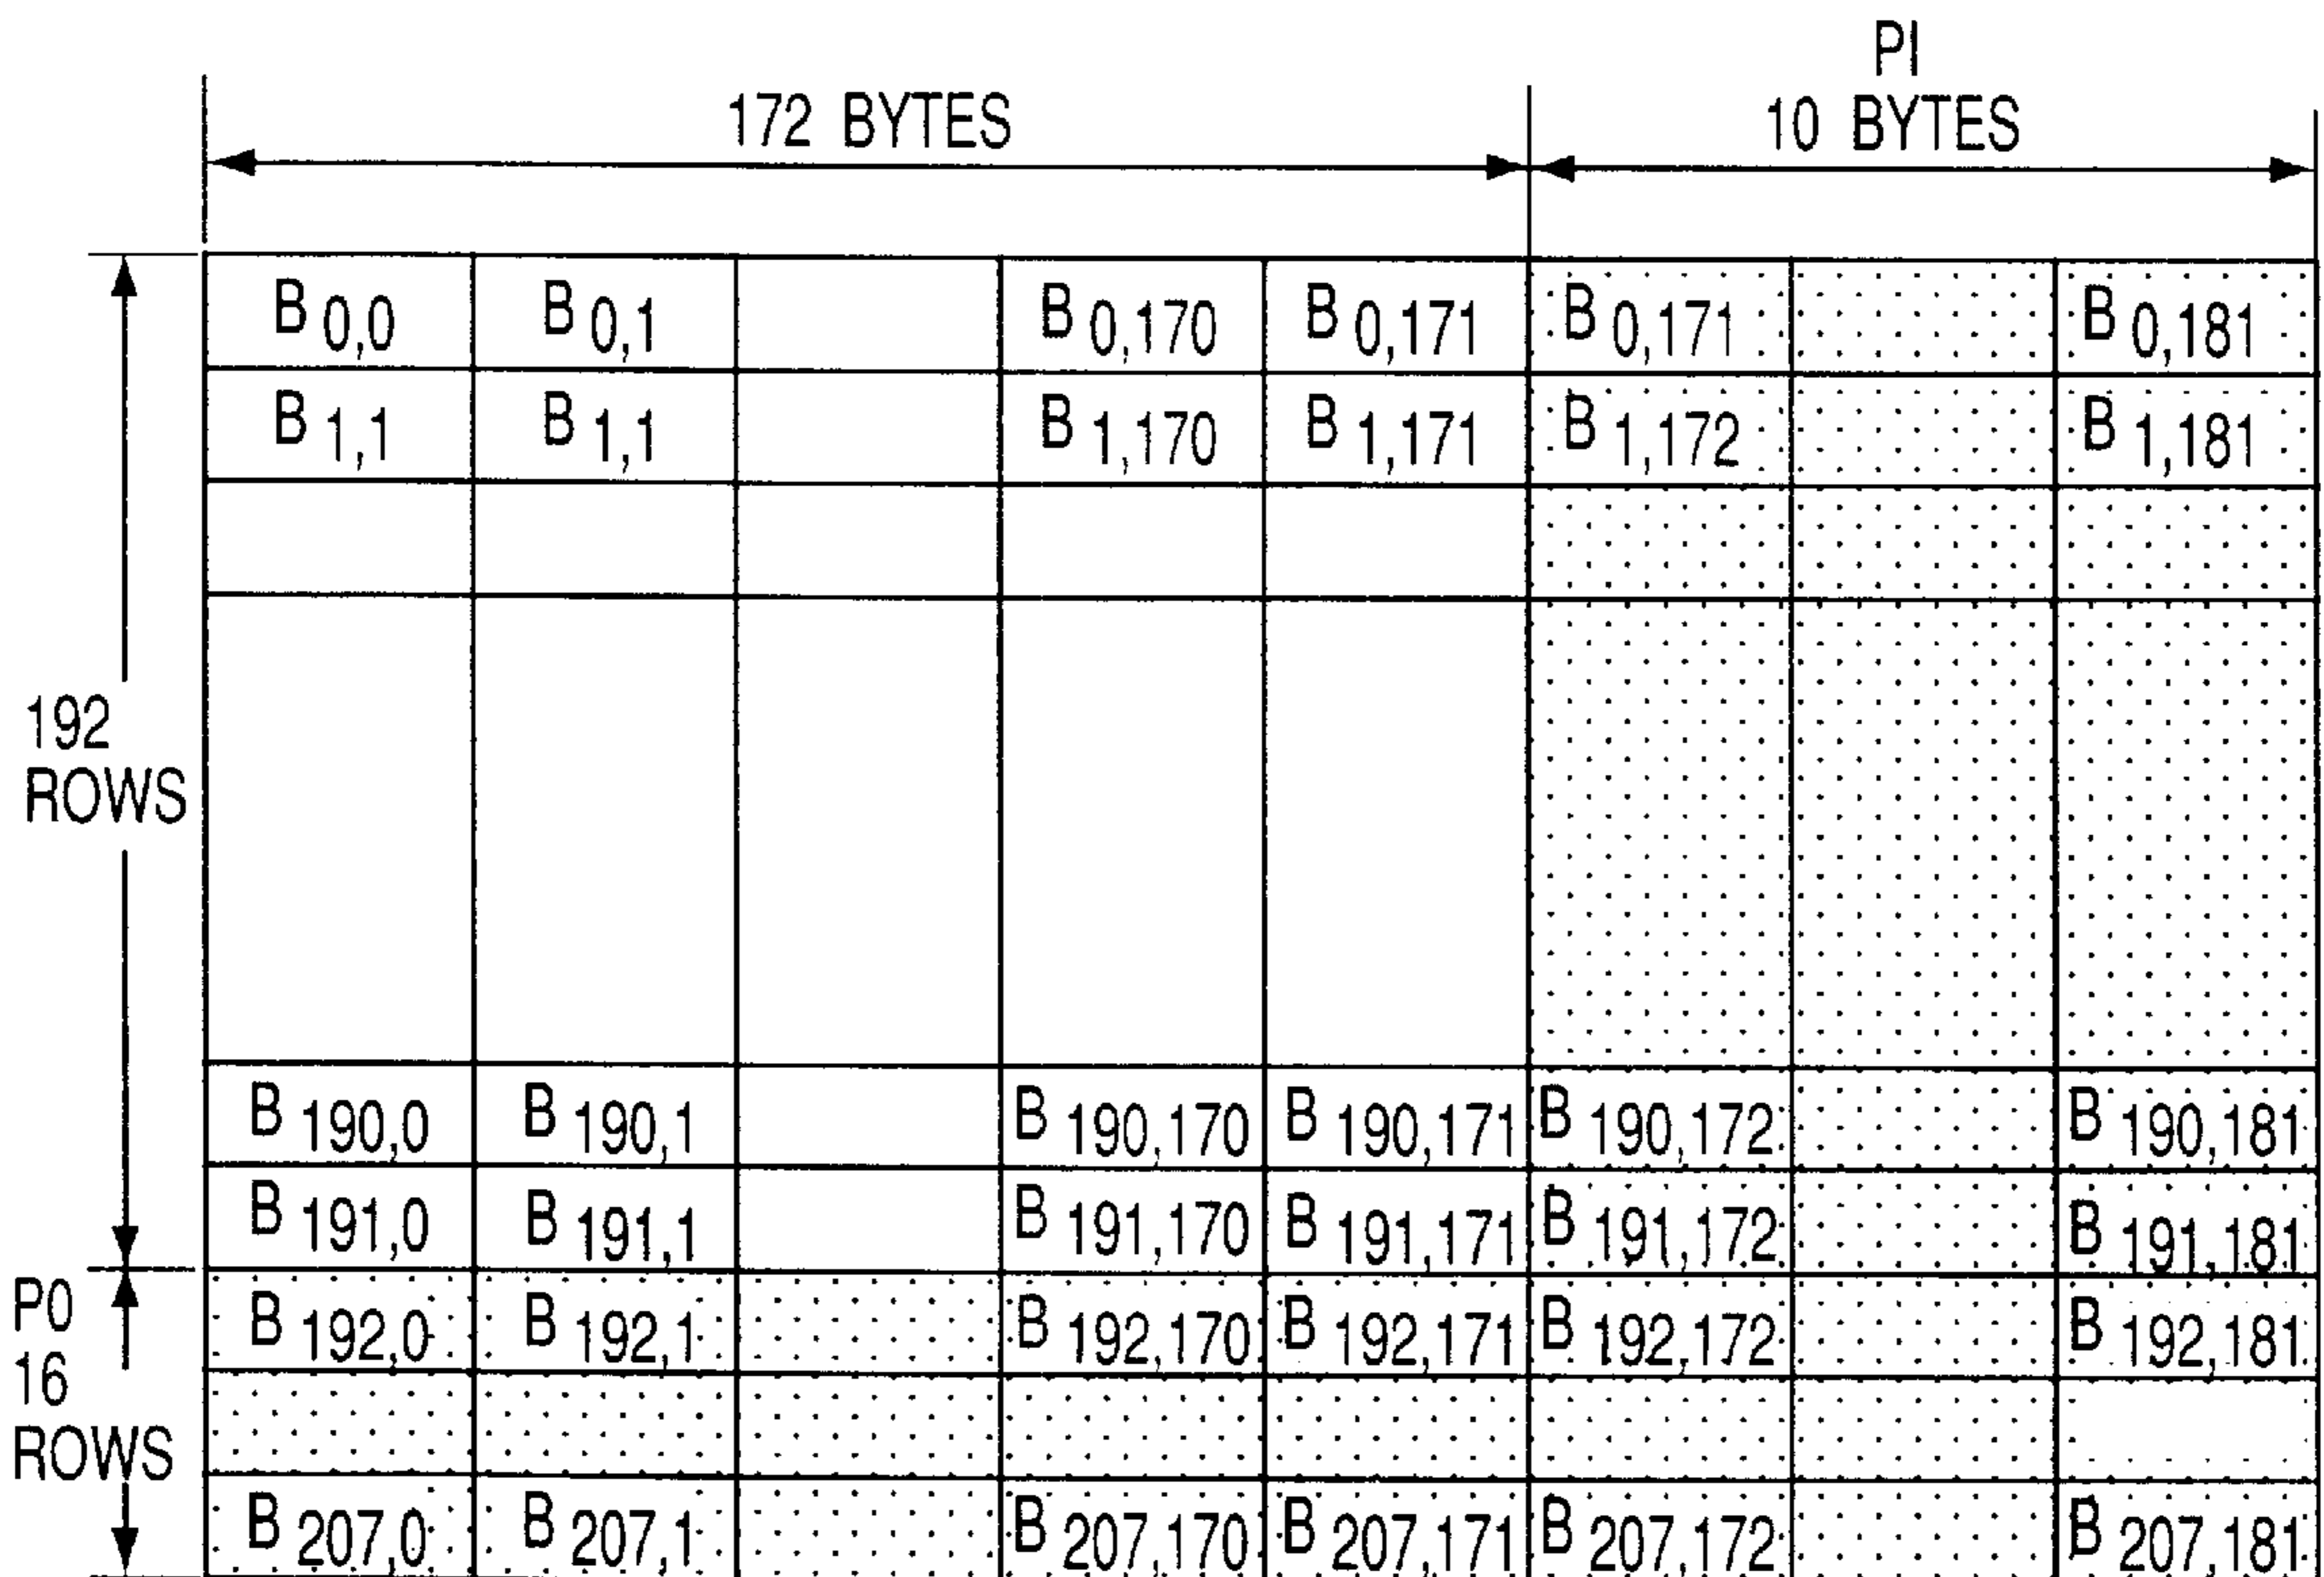 PI
172 BYTES 10 BYTES
B 0,0 B 0,1 B 0,170 B 0,171 B 0,171 B 0,181
B 1,1 B 1,1 B 1,170 B 1,171 B 1,172 B 1,181
192
ROWS
B 190,0 B 190,1 B 190,170 B 190,171 B 190,172 B 190,181
B 191,0 B 191,1 B 191,170 B 191,171 B 191,172 B 191,181
P0
16
ROWS
B 192,0 B 192,1 B 192,170 B 192,171 B 192,172 B 192,181
B 207,0 B 207,1 B 207,170 B 207,171 B 207,172 B 207,181